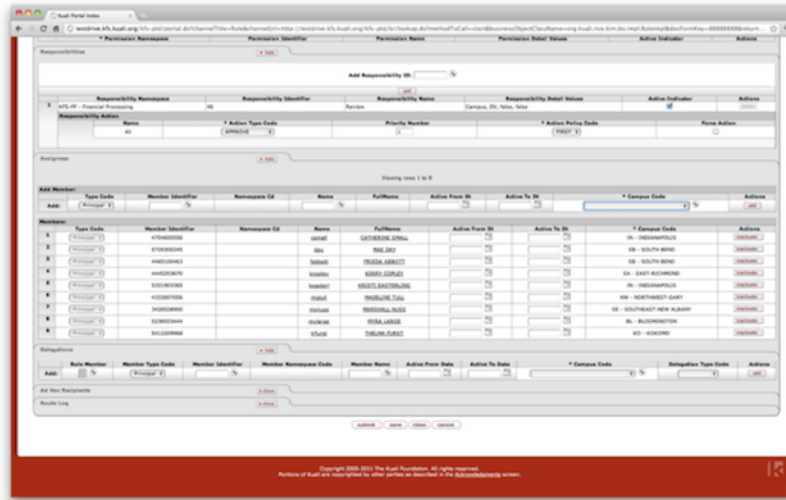 Kuali Portal Index
* Permission Namespace Permission Identifier Permission Name Permission Detail Values Active Indicator Actions
Responsibilities hide
Add Responsibility ID:
add
Responsibility Namespace Responsibility Identifier Responsibility Name Responsibility Detail Values Active Indicator Actions
1 KFS-FP - Financial Processing Review Campus, DV, false, false
Responsibility Action
Name * Action Type Code Priority Number * Action Policy Code Force Action
APPROVE 1 FIRST
Assignees hide
Viewing rows 1 to 9
Add Member:
Type Code Member Identifier Namespace Cd Name FullName Active From Dt Active To Dt * Campus Code Actions
Add: Principal add
Members:
Type Code Member Identifier Namespace Cd Name FullName Active From Dt Active To Dt * Campus Code Actions
1 Principal CATHERINE SMALL IN - INDIANAPOLIS inactivate
2 Principal MIKE DAY SB - SOUTH BEND inactivate
3 Principal FRIEDA ABBOTT SB - SOUTH BEND inactivate
4 Principal KERRY COPLEY EA - EAST-RICHMOND inactivate
5 Principal KRISTI EASTERLING IN - INDIANAPOLIS inactivate
6 Principal MADELINE TULL NW - NORTHWEST-GARY inactivate
7 Principal MARSHALL NUSS SE - SOUTHEAST-NEW ALBANY inactivate
8 Principal MYRA LARGE BL - BLOOMINGTON inactivate
9 Principal THELMA FURST KO - KOKOMO inactivate
Delegations hide
Role Member Member Type Code Member Identifier Member Namespace Code Member Name Active From Date Active To Date * Campus Code Delegation Type Code Actions
Add: Principal add
Ad Hoc Recipients show
Route Log show
submit save close cancel
Copyright 2005-2011 The Kuali Foundation. All rights reserved.
Portions of Kuali are copyrighted by other parties as described in the Acknowledgments screen.